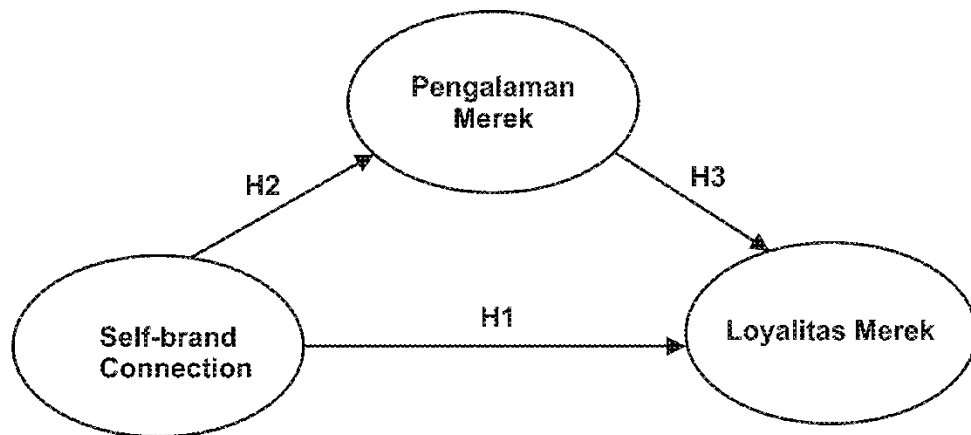 Pengalaman
Merek
H2
H3
Self-brand
Connection
H1
Loyalitas Merek